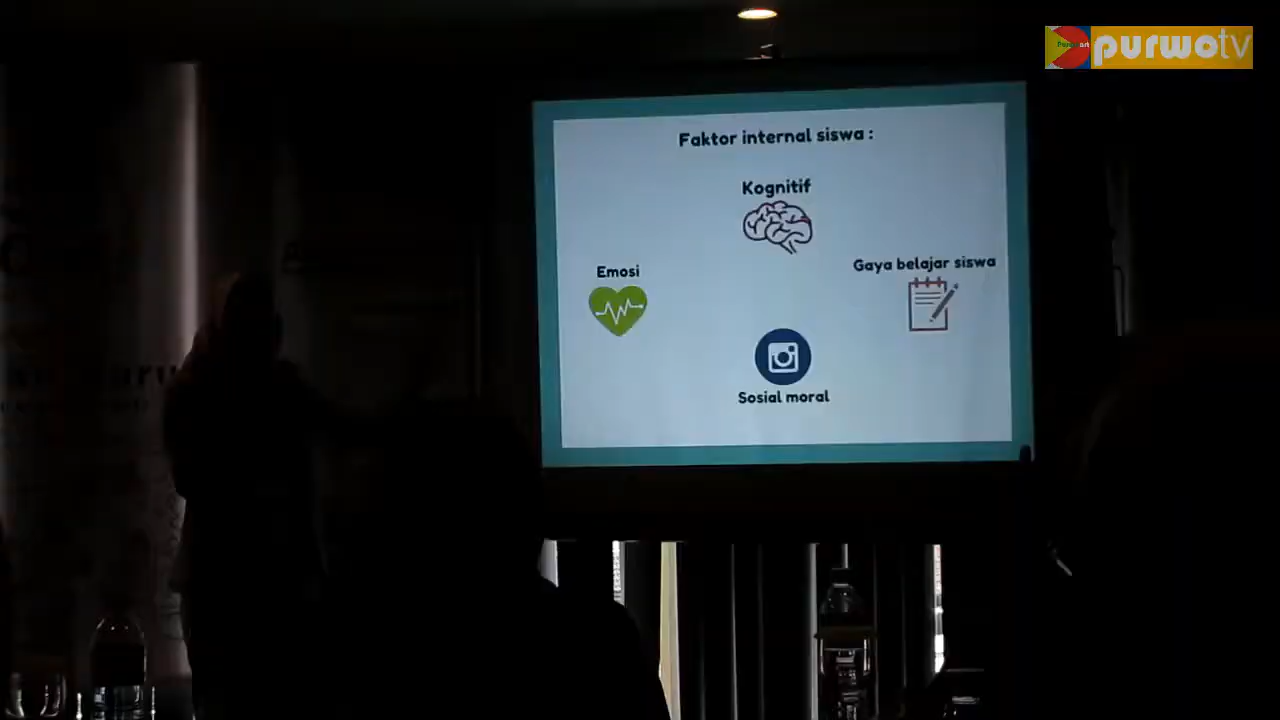 purwotv
Faktor internal siswa :
Kognitif
Emosi
Gaya belajar siswa
Sosial moral